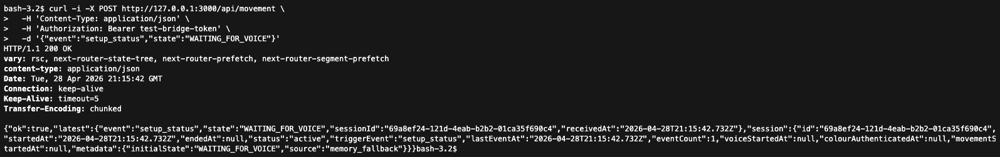 bash-3.2$ curl -i -X POST http://127.0.0.1:3000/api/movement \
>   -H 'Content-Type: application/json' \
>   -H 'Authorization: Bearer test-bridge-token' \
>   -d '{"event":"setup_status","state":"WAITING_FOR_VOICE"}'
HTTP/1.1 200 OK
vary: rsc, next-router-state-tree, next-router-prefetch, next-router-segment-prefetch
content-type: application/json
Date: Tue, 28 Apr 2026 21:15:42 GMT
Connection: keep-alive
Keep-Alive: timeout=5
Transfer-Encoding: chunked

{"ok":true,"latest":{"event":"setup_status","state":"WAITING_FOR_VOICE","sessionId":"69a8ef24-121d-4eab-b2b2-01ca35f690c4","receivedAt":"2026-04-28T21:15:42.732Z"},"session":{"id":"69a8ef24-121d-4eab-b2b2-01ca35f690c4",
"startedAt":"2026-04-28T21:15:42.732Z","endedAt":null,"status":"active","triggerEvent":"setup_status","lastEventAt":"2026-04-28T21:15:42.732Z","eventCount":1,"voiceStartedAt":null,"colourAuthenticatedAt":null,"movementS
tartedAt":null,"metadata":{"initialState":"WAITING_FOR_VOICE","source":"memory_fallback"}}}bash-3.2$